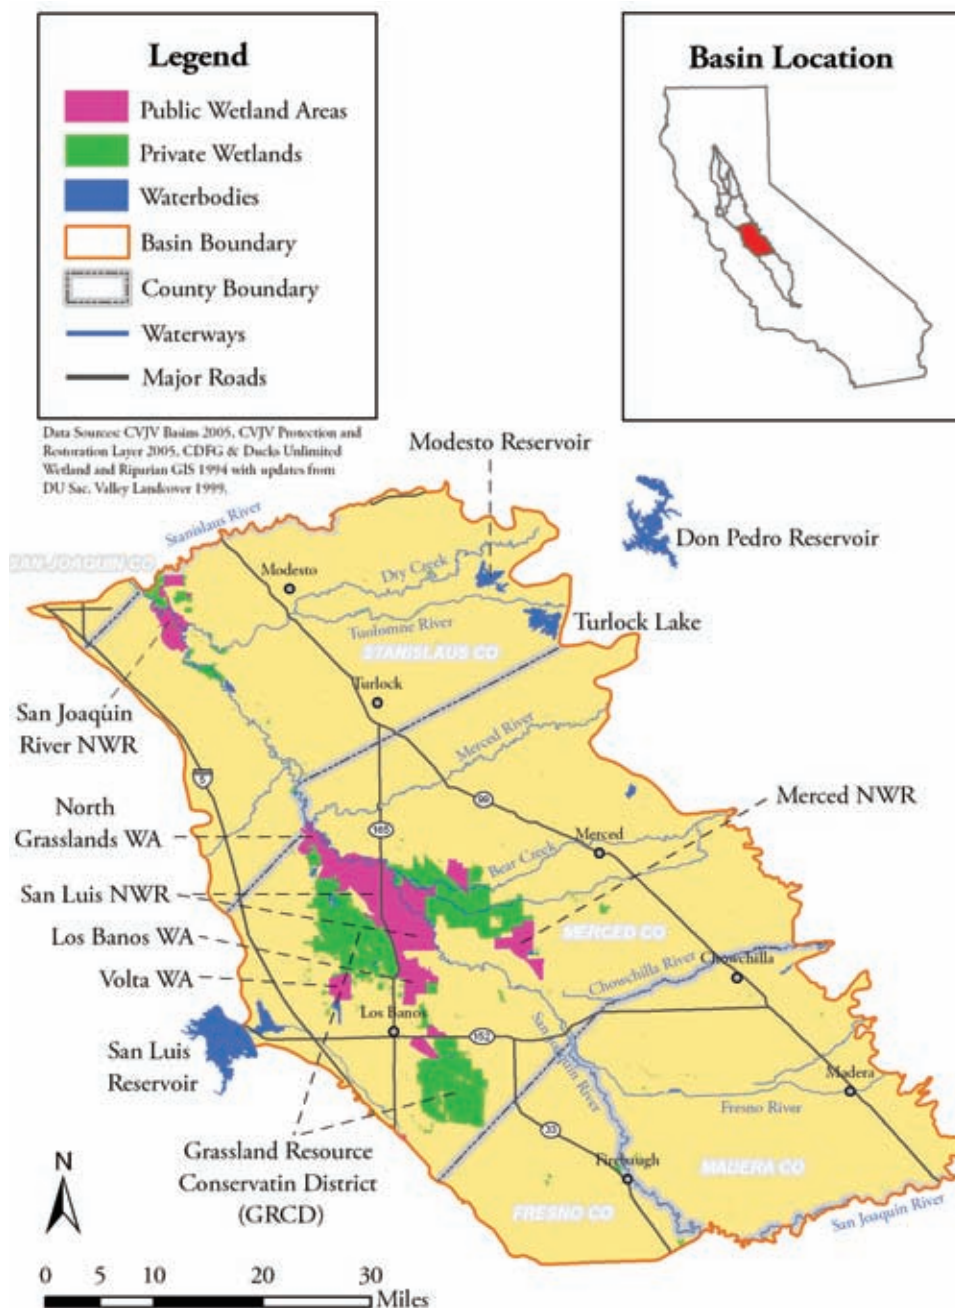 Legend
Public Wetland Areas
Private Wetlands
Waterbodies
Basin Boundary
County Boundary
Waterways
Major Roads
Basin Location
Data Sources: CVJV Basins 2005, CVJV Protection and
Restoration Layer 2005, CDFG & Ducks Unlimited
Wetland and Riparian GIS 1994 with updates from
DU Sac. Valley Landcover 1999.
Modesto Reservoir
Don Pedro Reservoir
Stanislaus River
SAN JOAQUIN CO
Modesto
Dry Creek
Turlock Lake
Tuolomne River
STANISLAUS CO
Turlock
San Joaquin
River NWR
Merced River
5
99
Merced NWR
North
Grasslands WA
165
Merced
Bear Creek
San Luis NWR
Los Banos WA
MERCED CO
Volta WA
Chowchilla River
Chowchilla
Los Banos
152
San Joaquin River
San Luis
Reservoir
Madera
Fresno River
33
Grassland Resource
Conservatin District
(GRCD)
Firebaugh
MADERA CO
FRESNO CO
San Joaquin River
N
0 5 10 20 30
Miles